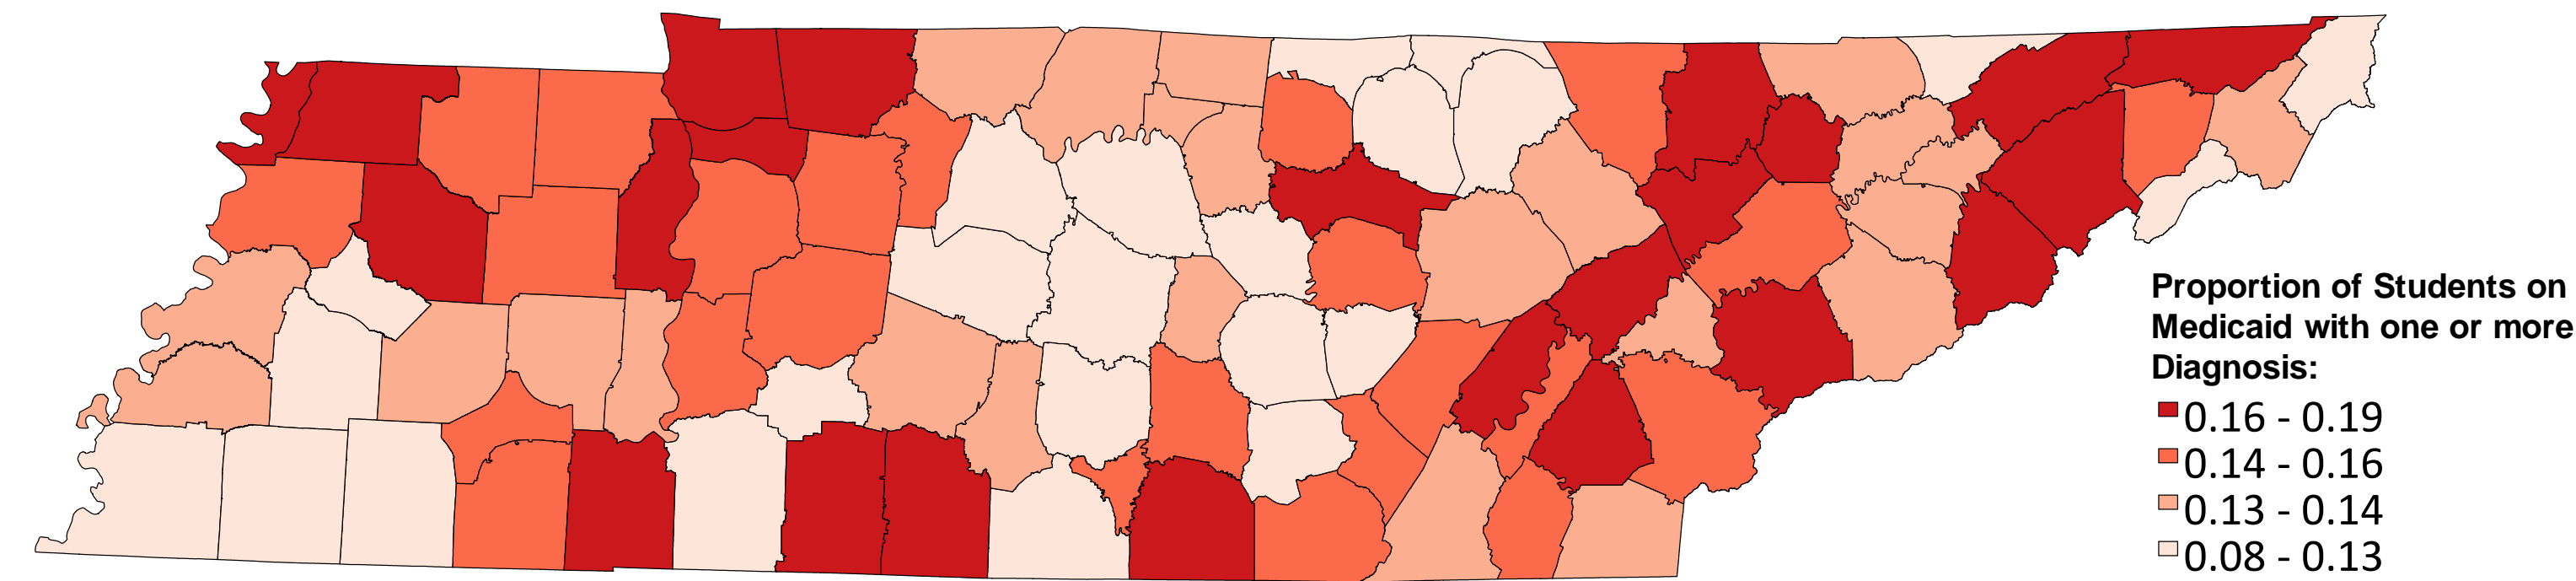 Proportion of Students on
Medicaid with one or more
Diagnosis:
0.16 - 0.19
0.14 - 0.16
0.13 - 0.14
0.08 - 0.13